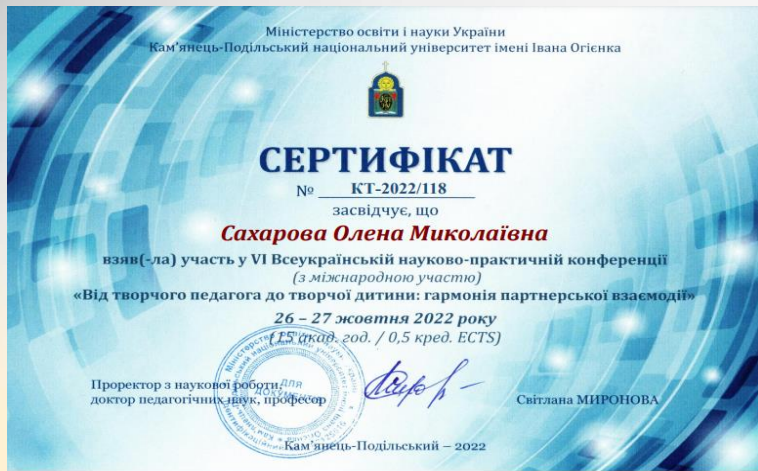 Міністерство освіти і науки України
Кам’янець-Подільський національний університет імені Івана Огієнка
СЕРТИФІКАТ
№ КТ-2022/118
засвідчує, що
Сахарова Олена Миколаївна
взяв(-ла) участь у VI Всеукраїнській науково-практичній конференції
(з міжнародною участю)
«Від творчого педагога до творчої дитини: гармонія партнерської взаємодії»
26 – 27 жовтня 2022 року
(15 акад. год. / 0,5 кред. ECTS)
Проректор з наукової роботи,
доктор педагогічних наук, професор
Світлана МИРОНОВА
ДЛЯ
ДОКУМЕНТІВ
Кам’янець-Подільський – 2022